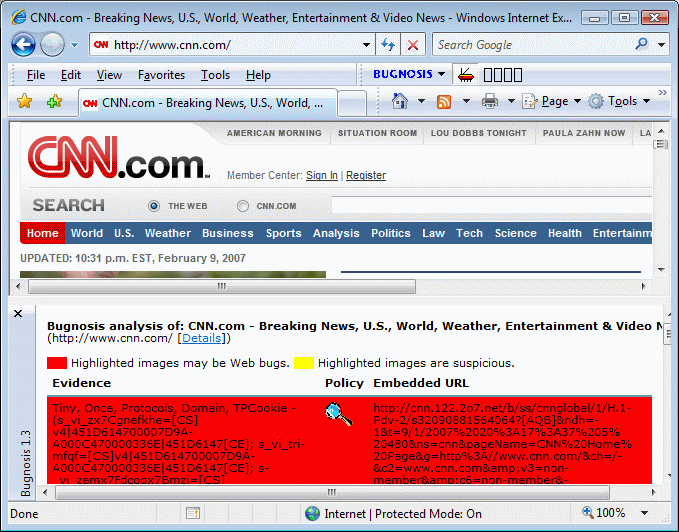 CNN.com - Breaking News, U.S., World, Weather, Entertainment & Video News - Windows Internet Ex...
http://www.cnn.com/
Search Google
File Edit View Favorites Tools Help
BUGNOSIS
CNN.com - Breaking News, U.S., World, ...
Page Tools
CNN.com
AMERICAN MORNING SITUATION ROOM LOU DOBBS TONIGHT PAULA ZAHN NOW LA
Member Center: Sign In | Register
SEARCH THE WEB CNN.COM
Home World U.S. Weather Business Sports Analysis Politics Law Tech Science Health Entertainm
UPDATED: 10:31 p.m. EST, February 9, 2007
Bugnosis analysis of: CNN.com - Breaking News, U.S., World, Weather, Entertainment & Video N
(http://www.cnn.com/ [Details])
Highlighted images may be Web bugs. Highlighted images are suspicious.
Evidence Policy Embedded URL
Tiny, Once, Protocols, Domain, TPCookie -
{s_vi_zx7Cgnefkhe=[CS]
v4|451D614700007D9A-
A000C470000336E|451D6147[CE]; s_vi_tn-
mfqf=[CS]v4|451D614700007D9A-
A000C470000336E|451D6147[CE]; s-
http://cnn.122.2o7.net/b/ss/cnnglobal/1/H.1-
Pdv-2/s32090881564064?[AQB]&ndh=-
1&t=9/1/2007%2020%3A17%3A37%205%
20480&ns=cnn&pageName=CNN%20Home%
20Page&g=http%3A//www.cnn.com/&ch=/-
&c2=www.cnn.com&amp;v3=non-
member&amp;c6=non-member&-
Bugnosis 1.3
Done
Internet | Protected Mode: On
100%